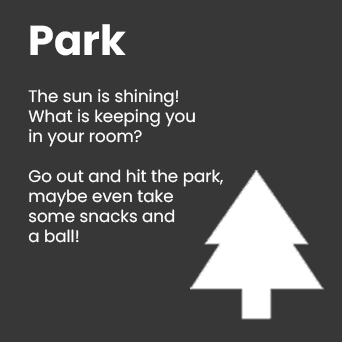 Park
The sun is shining!
What is keeping you
in your room?
Go out and hit the park,
maybe even take
some snacks and
a ball!